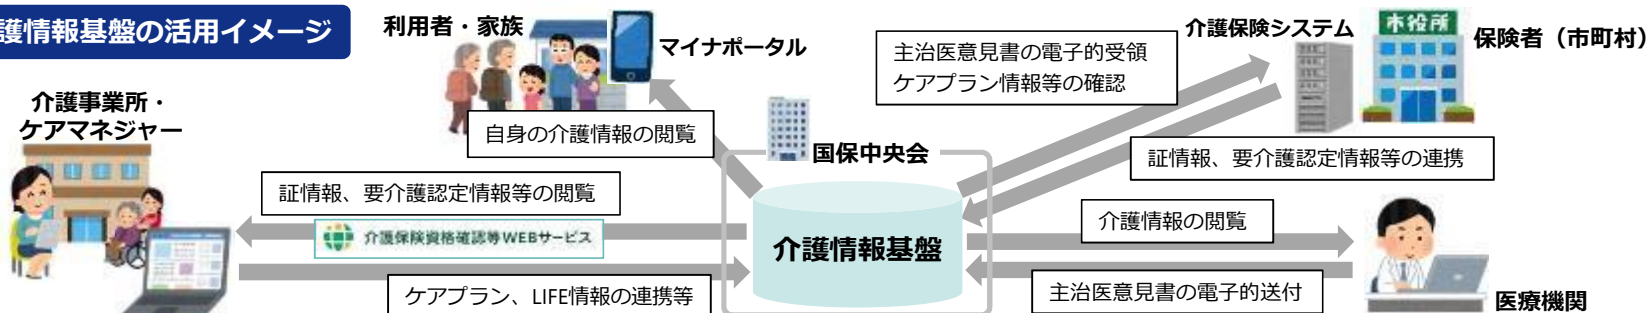 護情報基盤の活用イメージ
利用者・家族
マイナポータル
主治医意見書の電子的受領
ケアプラン情報等の確認
介護保険システム
市役所
保険者（市町村）
介護事業所・
ケアマネジャー
自身の介護情報の閲覧
国保中央会
証情報、要介護認定情報等の連携
証情報、要介護認定情報等の閲覧
介護保険資格確認等WEBサービス
介護情報基盤
介護情報の閲覧
ケアプラン、LIFE情報の連携等
主治医意見書の電子的送付
医療機関